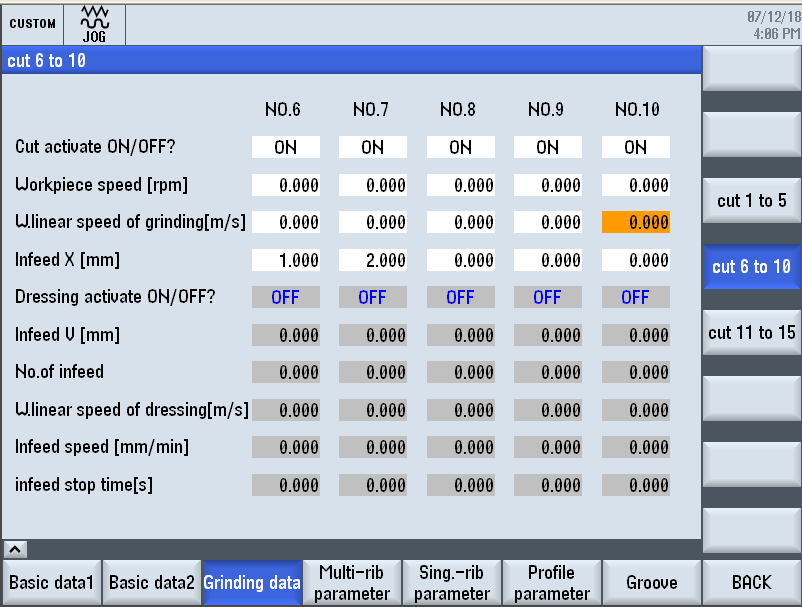 CUSTOM
JOG
07/12/18
4:06 PM
cut 6 to 10
NO.6 NO.7 NO.8 NO.9 NO.10
Cut activate ON/OFF? ON ON ON ON ON
Workpiece speed [rpm] 0.000 0.000 0.000 0.000 0.000
W.linear speed of grinding[m/s] 0.000 0.000 0.000 0.000 0.000
Infeed X [mm] 1.000 2.000 0.000 0.000 0.000
Dressing activate ON/OFF? OFF OFF OFF OFF OFF
Infeed V [mm] 0.000 0.000 0.000 0.000 0.000
No.of infeed 0.000 0.000 0.000 0.000 0.000
W.linear speed of dressing[m/s] 0.000 0.000 0.000 0.000 0.000
Infeed speed [mm/min] 0.000 0.000 0.000 0.000 0.000
infeed stop time[s] 0.000 0.000 0.000 0.000 0.000
cut 1 to 5
cut 6 to 10
cut 11 to 15
Basic data1
Basic data2
Grinding data
Multi-rib
parameter
Sing.-rib
parameter
Profile
parameter
Groove
BACK